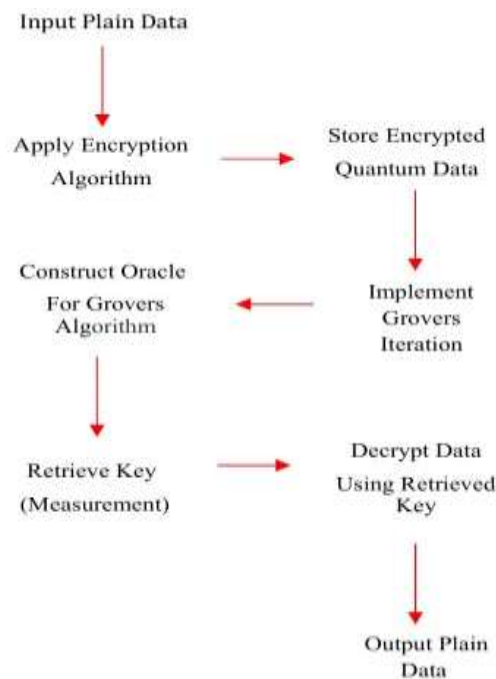 Input Plain Data
Apply Encryption
Algorithm
Store Encrypted
Quantum Data
Implement
Grovers
Iteration
Construct Oracle
For Grovers
Algorithm
Retrieve Key
(Measurement)
Decrypt Data
Using Retrieved
Key
Output Plain
Data